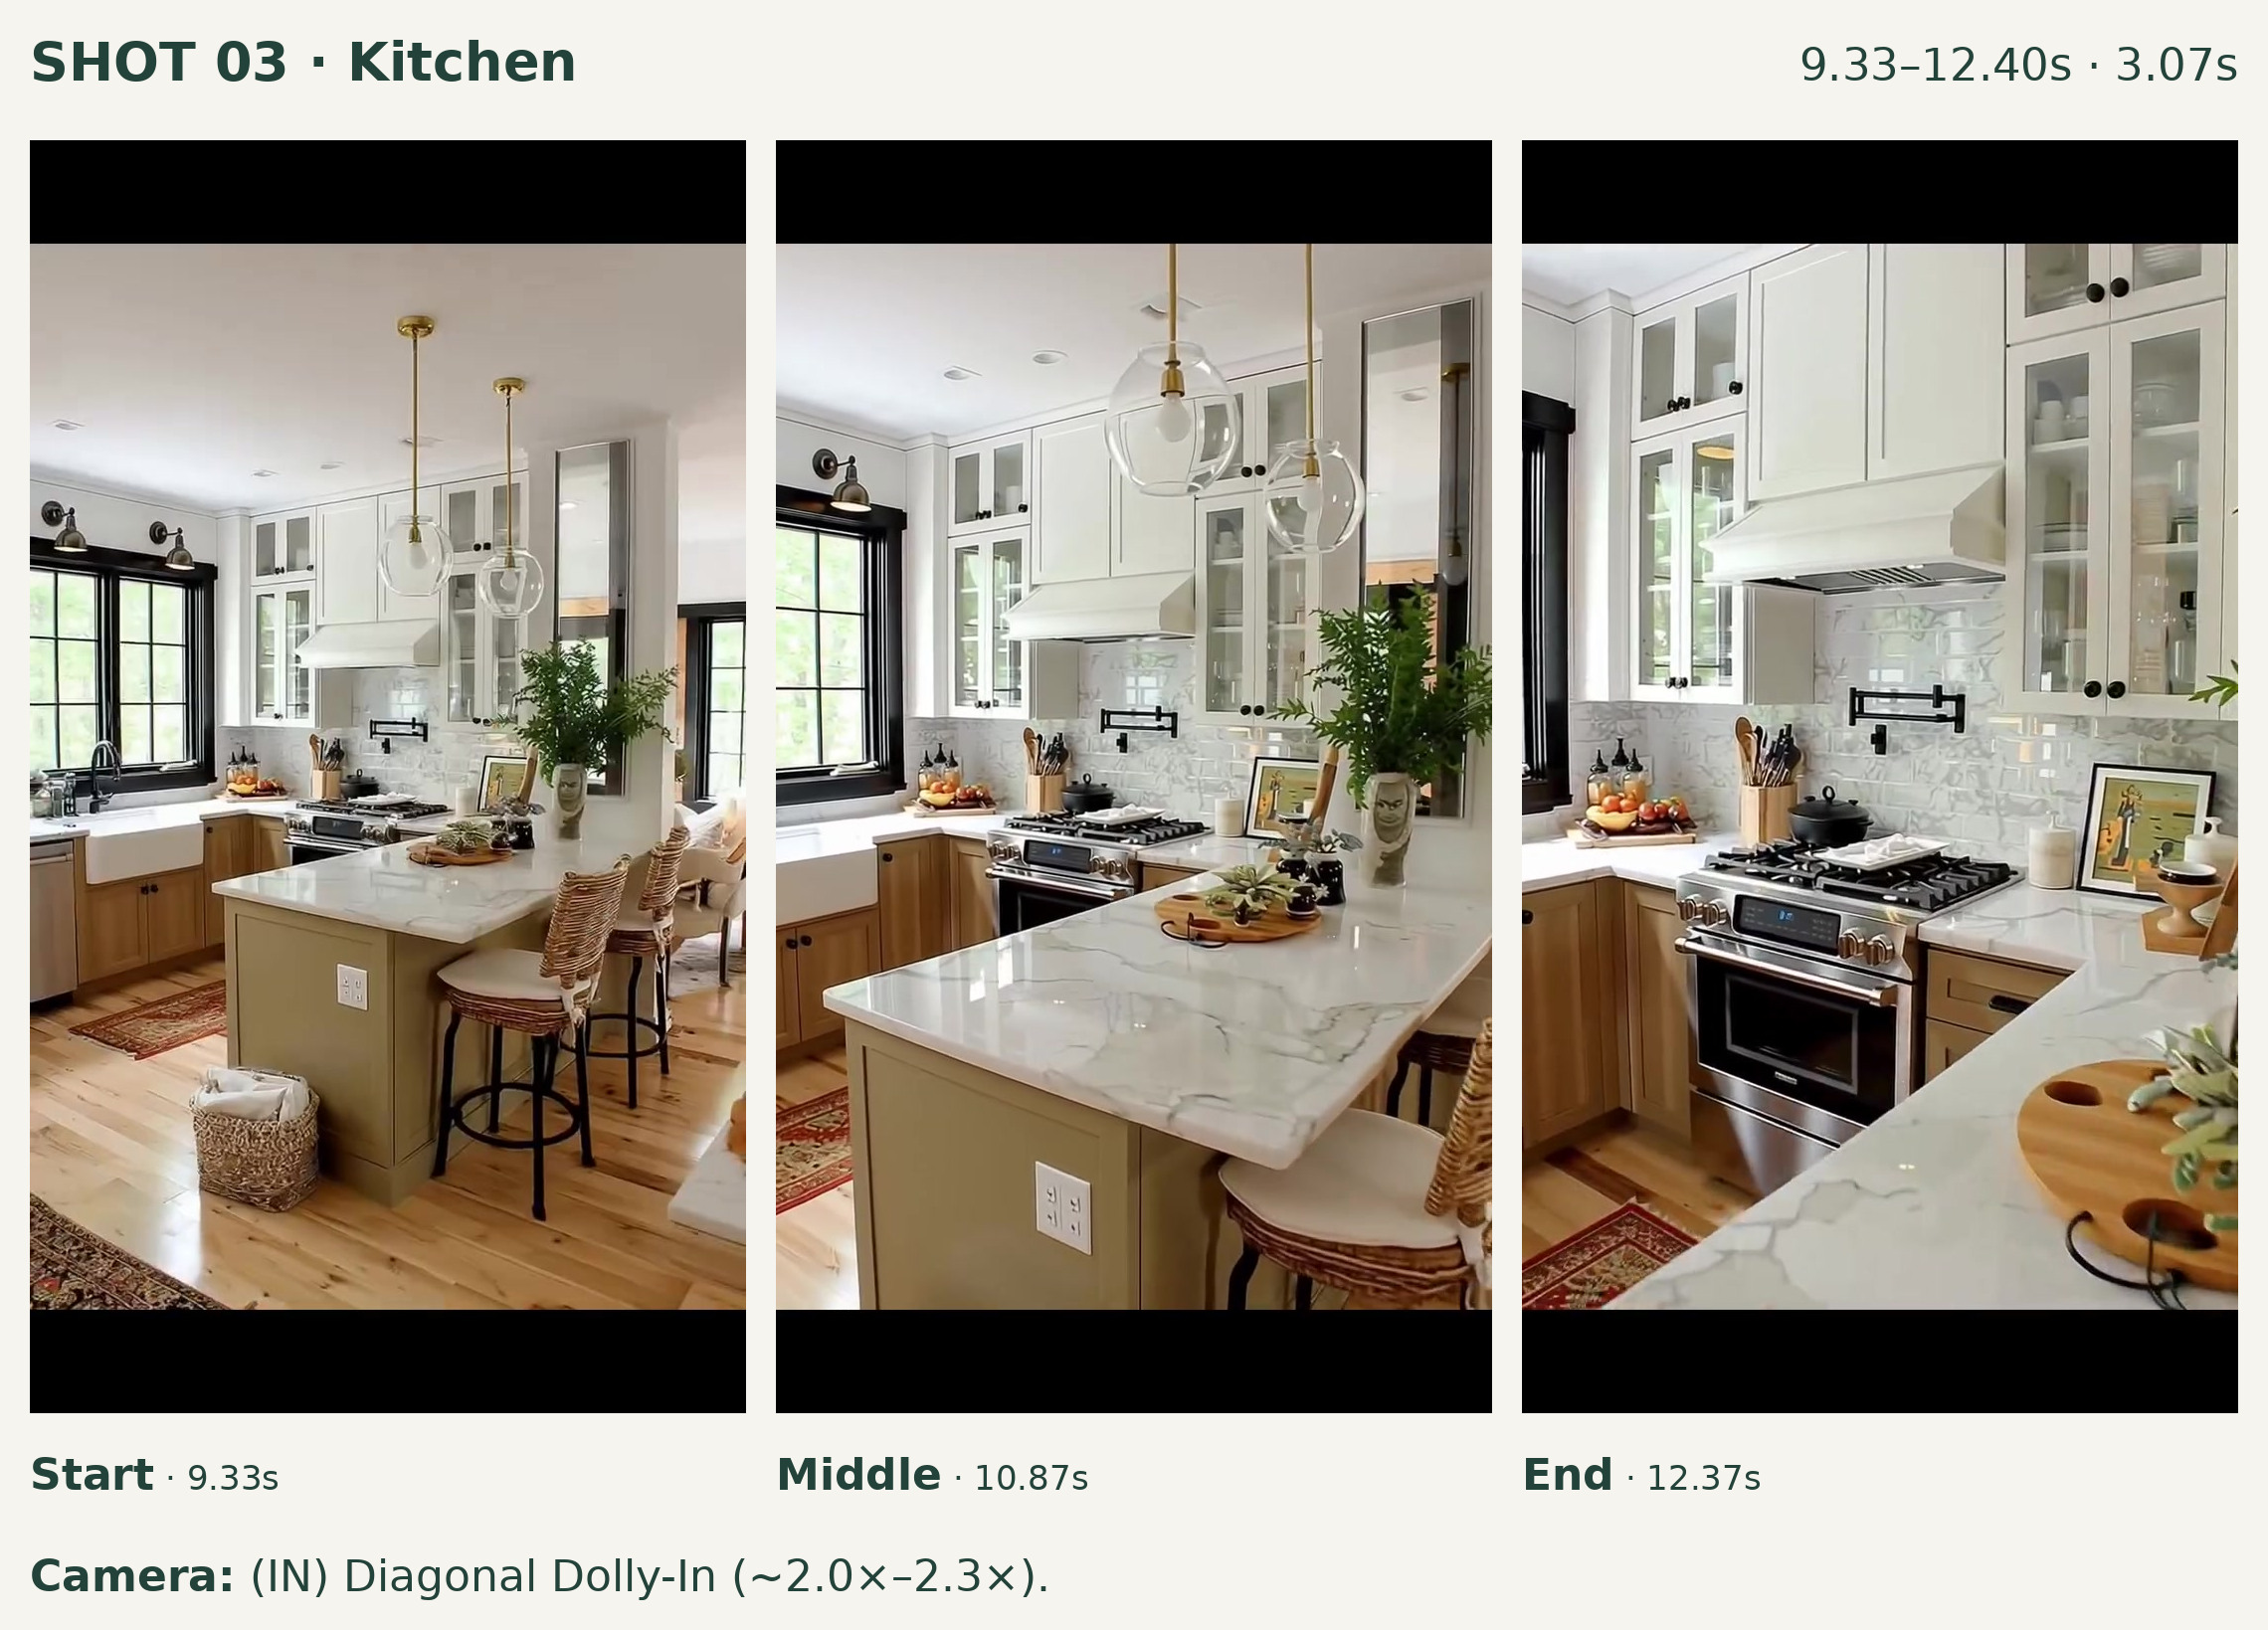 SHOT 03 · Kitchen
9.33–12.40s · 3.07s
Start · 9.33s
Middle · 10.87s
End · 12.37s
Camera: (IN) Diagonal Dolly-In (~2.0×–2.3×).